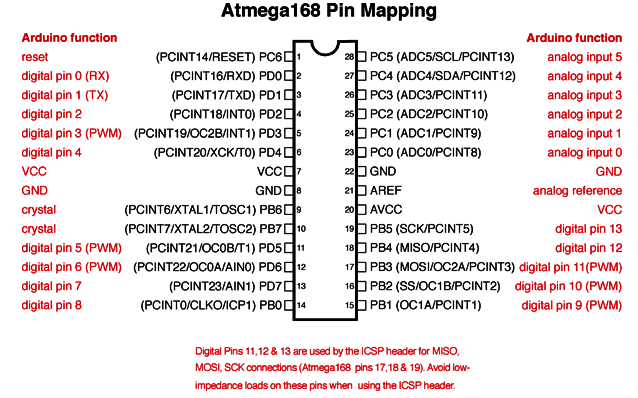 Atmega168 Pin Mapping
Arduino function Arduino function
reset (PCINT14/RESET) PC6 1 28 PC5 (ADC5/SCL/PCINT13) analog input 5
digital pin 0 (RX) (PCINT16/RXD) PD0 2 27 PC4 (ADC4/SDA/PCINT12) analog input 4
digital pin 1 (TX) (PCINT17/TXD) PD1 3 26 PC3 (ADC3/PCINT11) analog input 3
digital pin 2 (PCINT18/INT0) PD2 4 25 PC2 (ADC2/PCINT10) analog input 2
digital pin 3 (PWM) (PCINT19/OC2B/INT1) PD3 5 24 PC1 (ADC1/PCINT9) analog input 1
digital pin 4 (PCINT20/XCK/T0) PD4 6 23 PC0 (ADC0/PCINT8) analog input 0
VCC VCC 7 22 GND GND
GND GND 8 21 AREF analog reference
crystal (PCINT6/XTAL1/TOSC1) PB6 9 20 AVCC VCC
crystal (PCINT7/XTAL2/TOSC2) PB7 10 19 PB5 (SCK/PCINT5) digital pin 13
digital pin 5 (PWM) (PCINT21/OC0B/T1) PD5 11 18 PB4 (MISO/PCINT4) digital pin 12
digital pin 6 (PWM) (PCINT22/OC0A/AIN0) PD6 12 17 PB3 (MOSI/OC2A/PCINT3) digital pin 11(PWM)
digital pin 7 (PCINT23/AIN1) PD7 13 16 PB2 (SS/OC1B/PCINT2) digital pin 10 (PWM)
digital pin 8 (PCINT0/CLKO/ICP1) PB0 14 15 PB1 (OC1A/PCINT1) digital pin 9 (PWM)
Digital Pins 11,12 & 13 are used by the ICSP header for MISO,
MOSI, SCK connections (Atmega168 pins 17,18 & 19). Avoid low-
impedance loads on these pins when using the ICSP header.